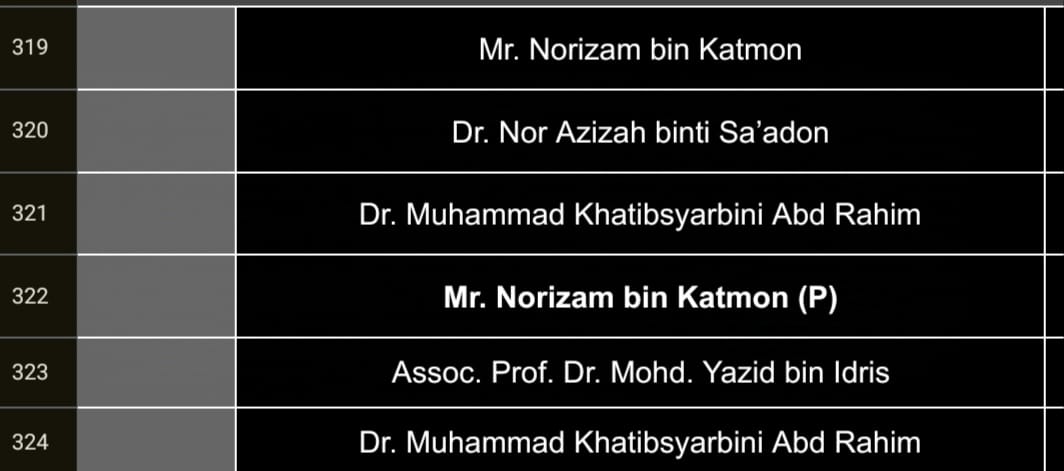 319 Mr. Norizam bin Katmon
320 Dr. Nor Azizah binti Sa’adon
321 Dr. Muhammad Khatibsyarbini Abd Rahim
322 Mr. Norizam bin Katmon (P)
323 Assoc. Prof. Dr. Mohd. Yazid bin Idris
324 Dr. Muhammad Khatibsyarbini Abd Rahim